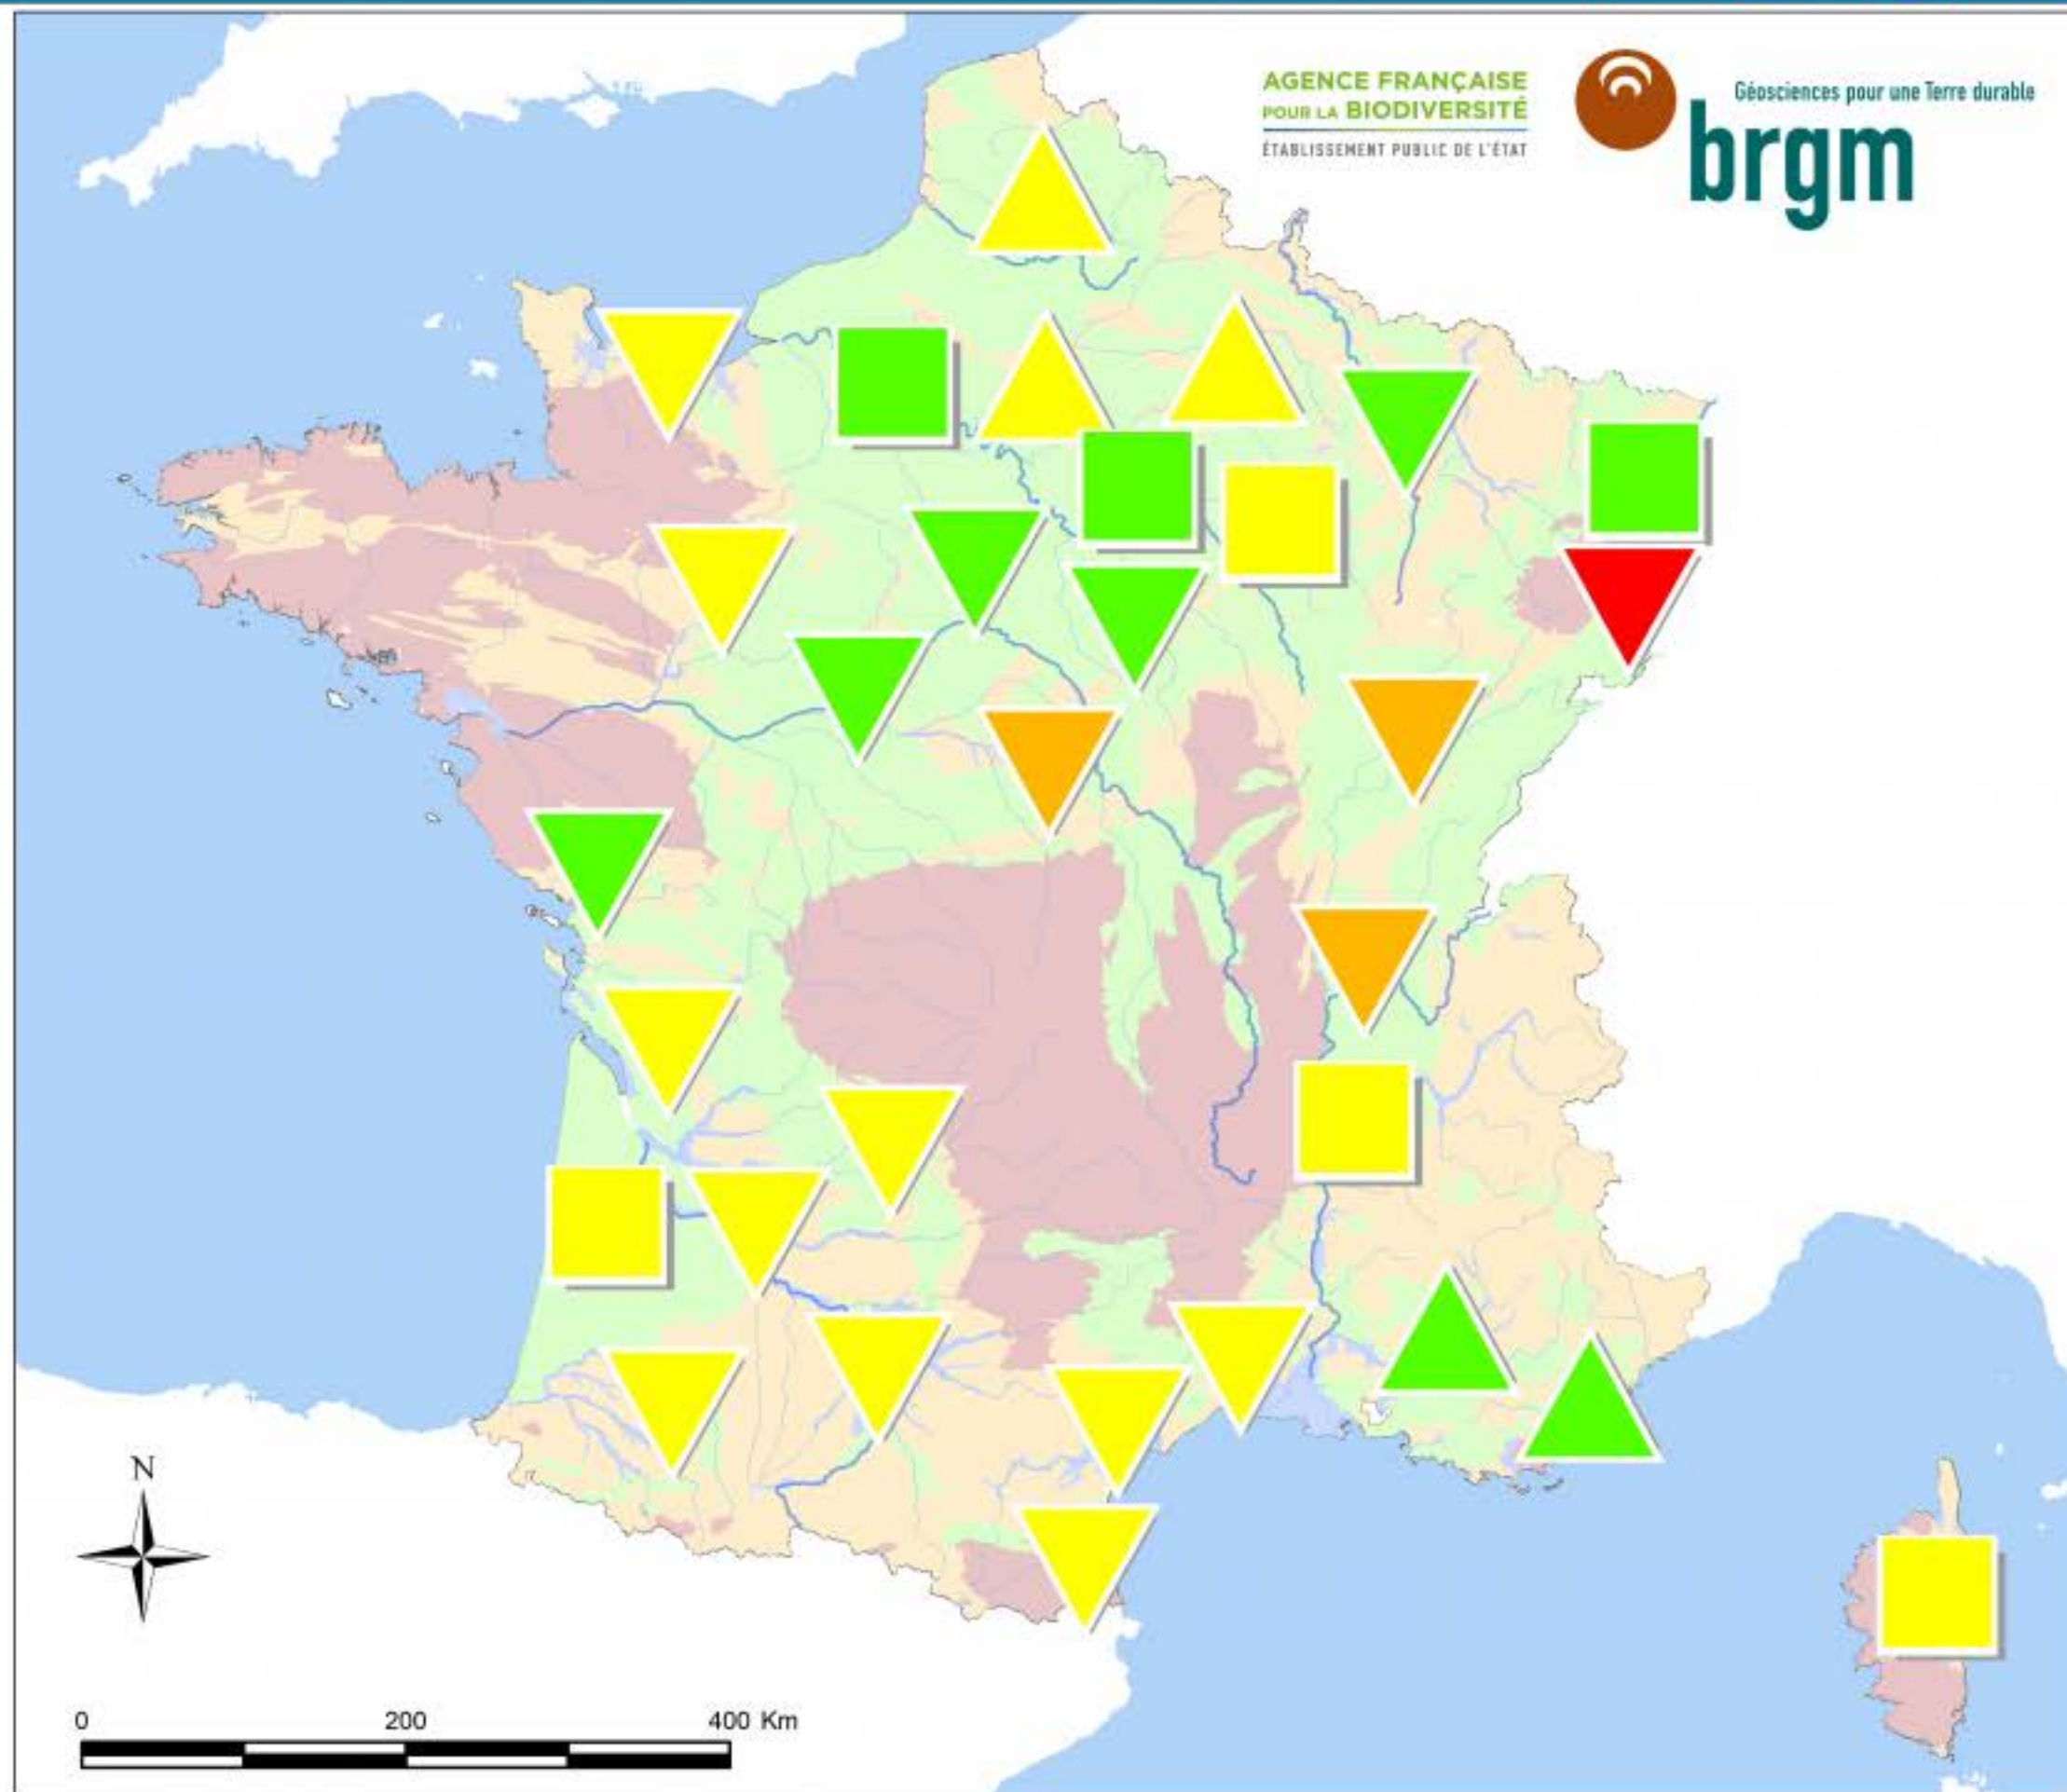 AGENCE FRANÇAISE
POUR LA BIODIVERSITÉ
ÉTABLISSEMENT PUBLIC DE L'ÉTAT
Géosciences pour une Terre durable
brgm
N
0 200 400 Km